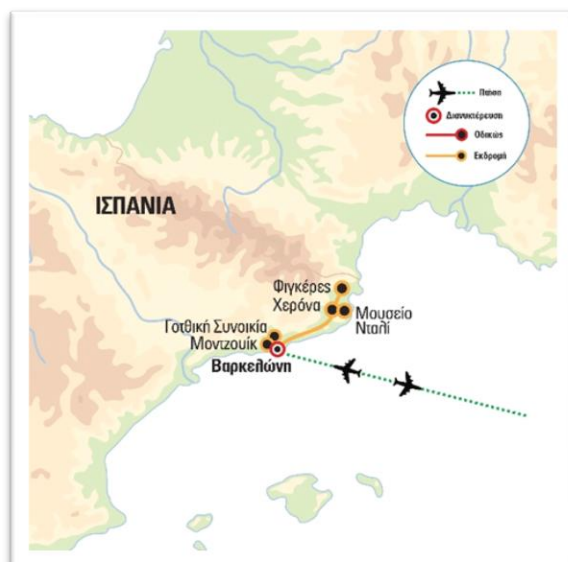 Πτήση
Διανυκτέρευση
Οδικώς
Εκδρομή
ΙΣΠΑΝΙΑ
Φιγκέρες
Χερόνα
Μουσείο
Νταλί
Γοτθική Συνοικία
Μοντζουίκ
Βαρκελώνη